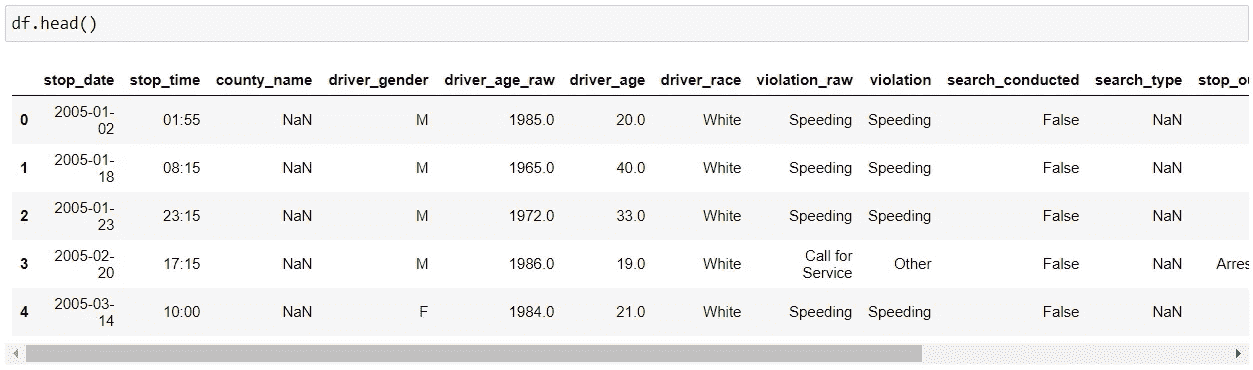 df.head()
stop_date stop_time county_name driver_gender driver_age_raw driver_age driver_race violation_raw violation search_conducted search_type stop_ou
0 2005-01-02 01:55 NaN M 1985.0 20.0 White Speeding Speeding False NaN
1 2005-01-18 08:15 NaN M 1965.0 40.0 White Speeding Speeding False NaN
2 2005-01-23 23:15 NaN M 1972.0 33.0 White Speeding Speeding False NaN
3 2005-02-20 17:15 NaN M 1986.0 19.0 White Call for Service Other False NaN Arres
4 2005-03-14 10:00 NaN F 1984.0 21.0 White Speeding Speeding False NaN